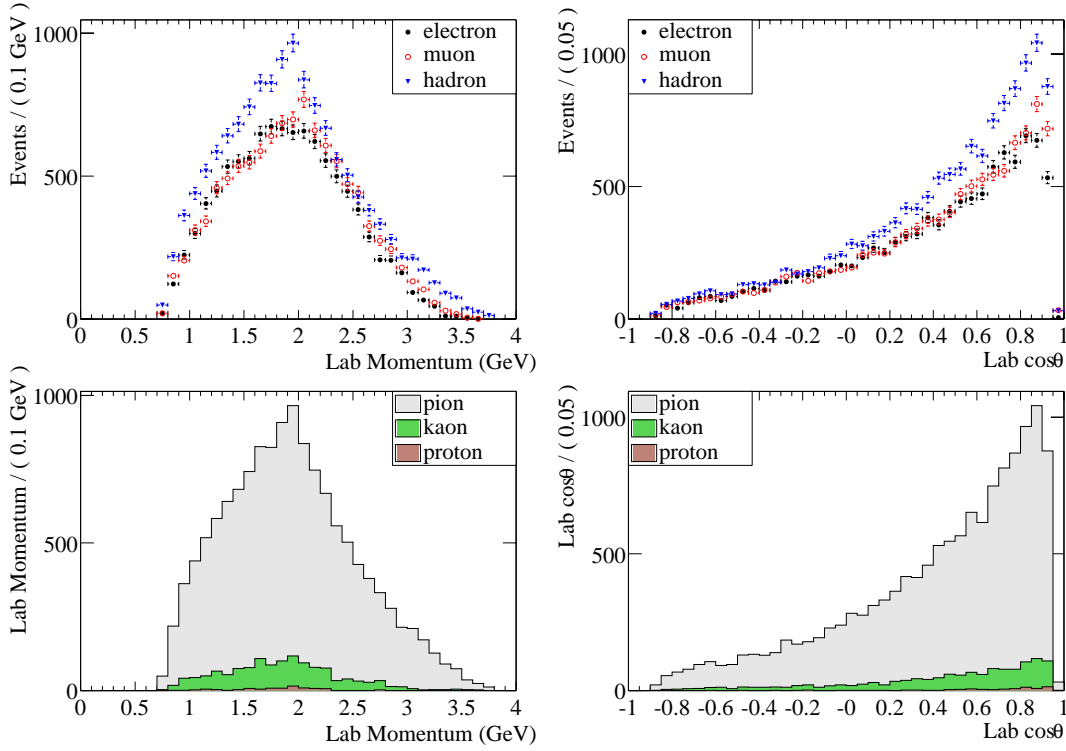 Events / ( 0.1 GeV )
1000
500
0
electron
muon
hadron
0 0.5 1 1.5 2 2.5 3 3.5 4
Lab Momentum (GeV)
Events / ( 0.05 )
1000
500
0
electron
muon
hadron
-1 -0.8 -0.6 -0.4 -0.2 -0 0.2 0.4 0.6 0.8 1
Lab cosθ
Lab Momentum / ( 0.1 GeV )
1000
500
0
pion
kaon
proton
0 0.5 1 1.5 2 2.5 3 3.5 4
Lab Momentum (GeV)
Lab cosθ / ( 0.05 )
1000
500
0
pion
kaon
proton
-1 -0.8 -0.6 -0.4 -0.2 -0 0.2 0.4 0.6 0.8 1
Lab cosθ